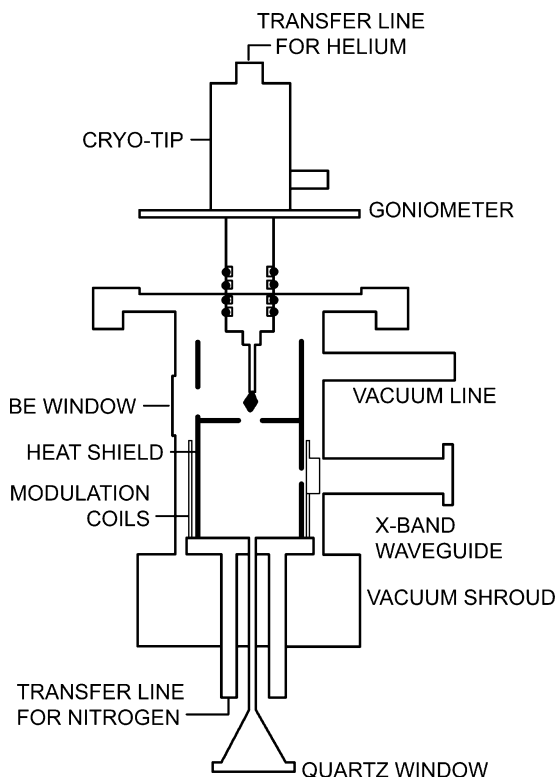 TRANSFER LINE
FOR HELIUM
CRYO-TIP
GONIOMETER
BE WINDOW
VACUUM LINE
HEAT SHIELD
MODULATION
COILS
X-BAND
WAVEGUIDE
VACUUM SHROUD
TRANSFER LINE
FOR NITROGEN
QUARTZ WINDOW